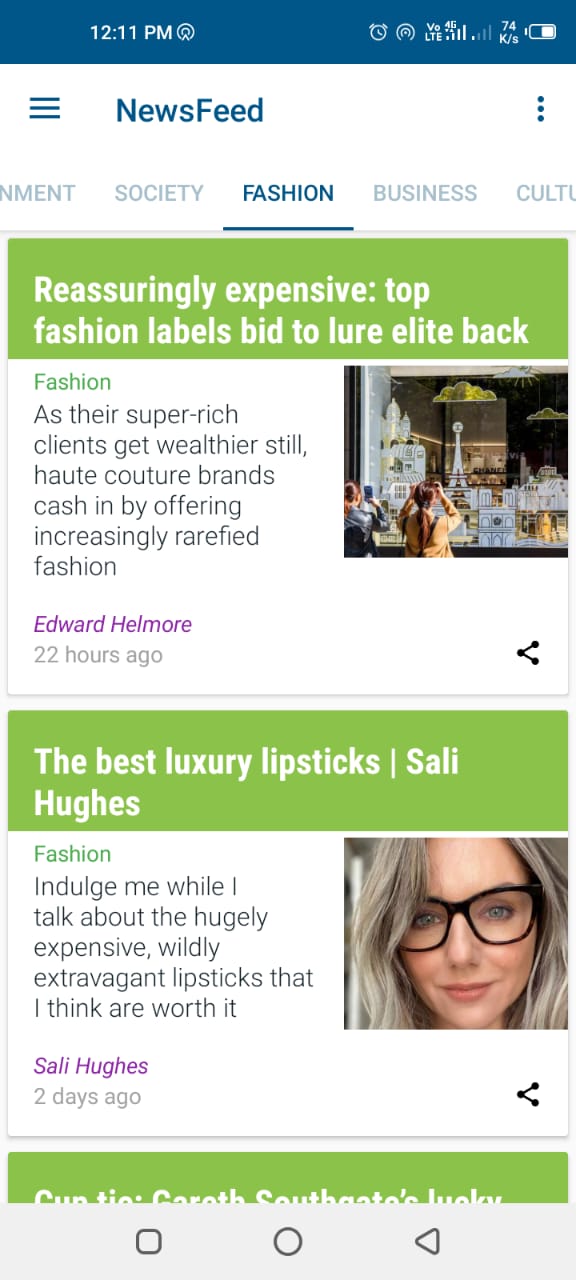 12:11 PM
Vo 4G LTE 74 K/s
NewsFeed
NMENT SOCIETY FASHION BUSINESS CULTU
Reassuringly expensive: top
fashion labels bid to lure elite back
Fashion
As their super-rich
clients get wealthier still,
haute couture brands
cash in by offering
increasingly rarefied
fashion
Edward Helmore
22 hours ago
The best luxury lipsticks | Sali
Hughes
Fashion
Indulge me while I
talk about the hugely
expensive, wildly
extravagant lipsticks that
I think are worth it
Sali Hughes
2 days ago
Cup tie: Gareth Southgate’s lucky